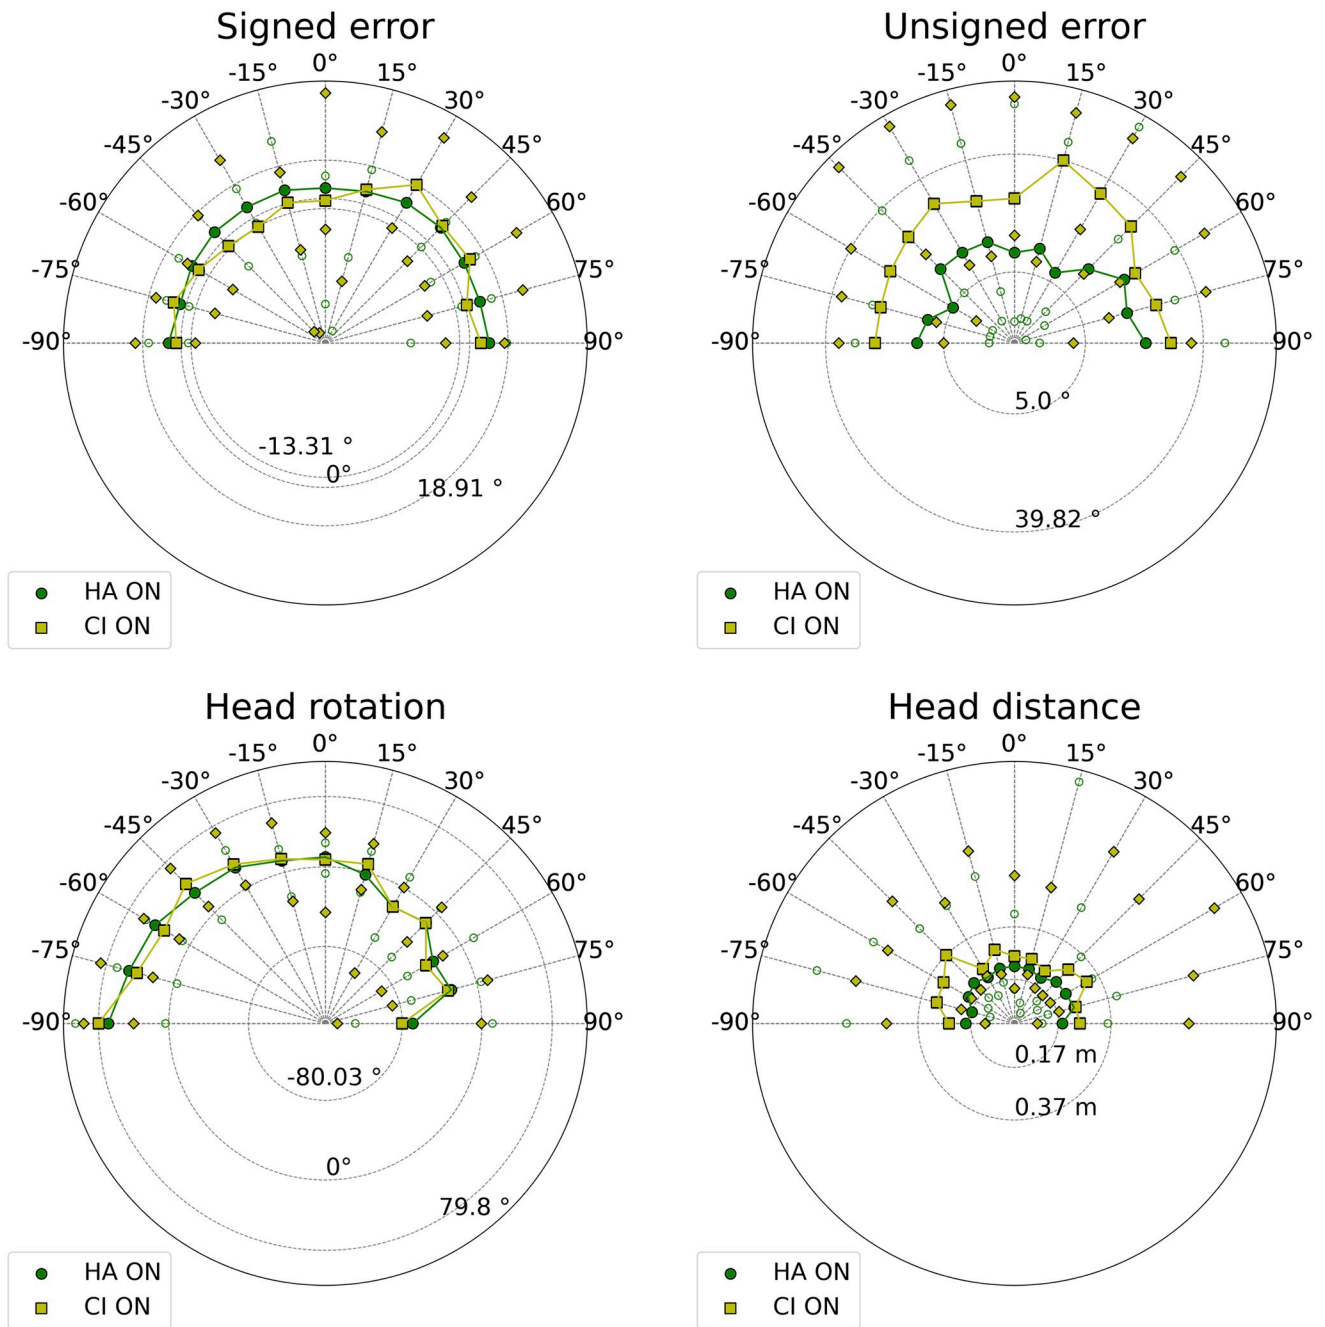 Signed error
0°
-15° 15°
-30° 30°
-45° 45°
-60° 60°
-75° 75°
-90° 90°
-13.31 °
0°
18.91 °
HA ON
CI ON
Unsigned error
0°
-15° 15°
-30° 30°
-45° 45°
-60° 60°
-75° 75°
-90° 90°
5.0 °
39.82 °
HA ON
CI ON
Head rotation
0°
-15° 15°
-30° 30°
-45° 45°
-60° 60°
-75° 75°
-90° 90°
-80.03 °
0°
79.8 °
HA ON
CI ON
Head distance
0°
-15° 15°
-30° 30°
-45° 45°
-60° 60°
-75° 75°
-90° 90°
0.17 m
0.37 m
HA ON
CI ON